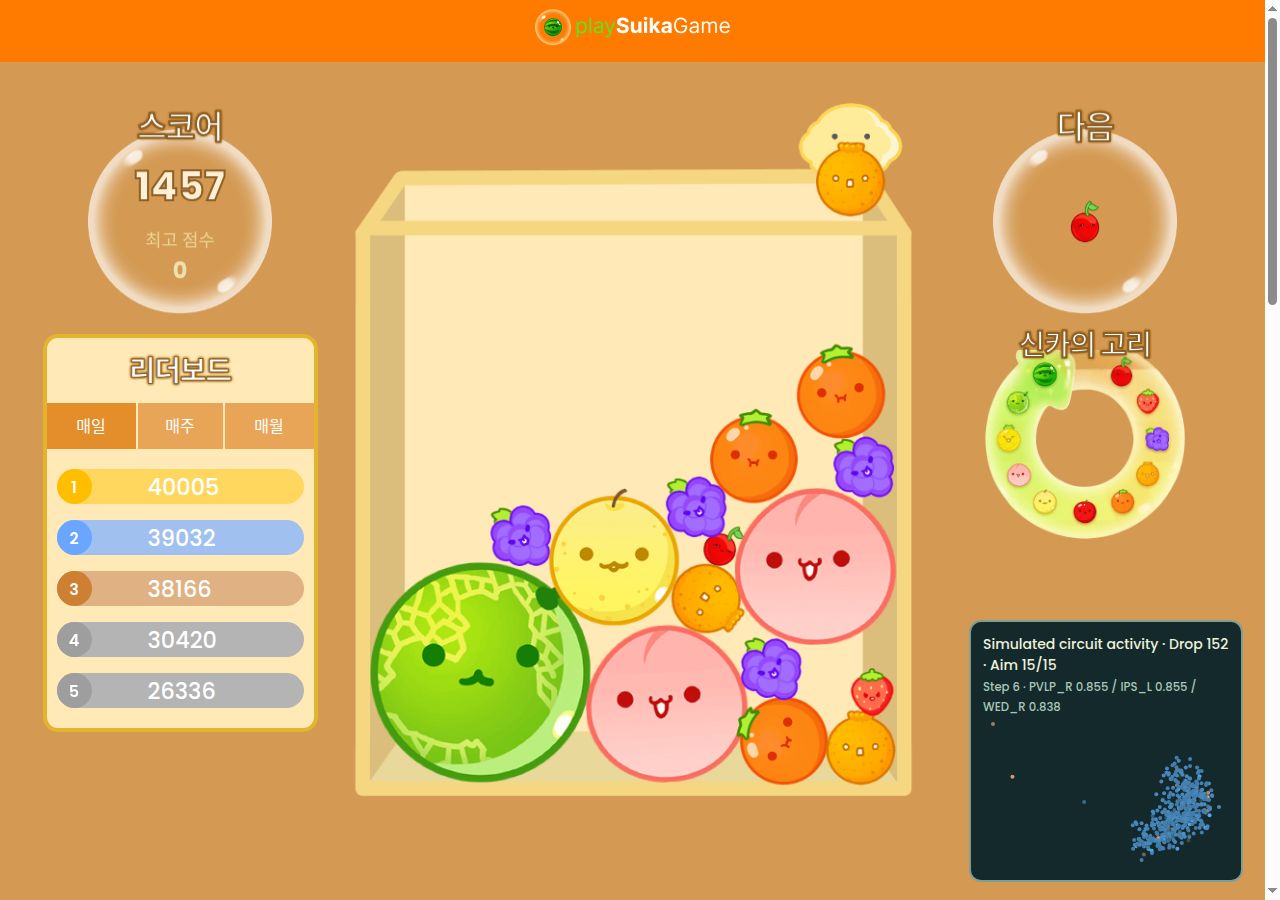 playSuikaGame
스코어
1457
최고 점수
0
다음
리더보드
매일 매주 매월
1 40005
2 39032
3 38166
4 30420
5 26336
신카의 고리
Simulated circuit activity · Drop 152
· Aim 15/15
Step 6 · PVLP_R 0.855 / IPS_L 0.855 /
WED_R 0.838